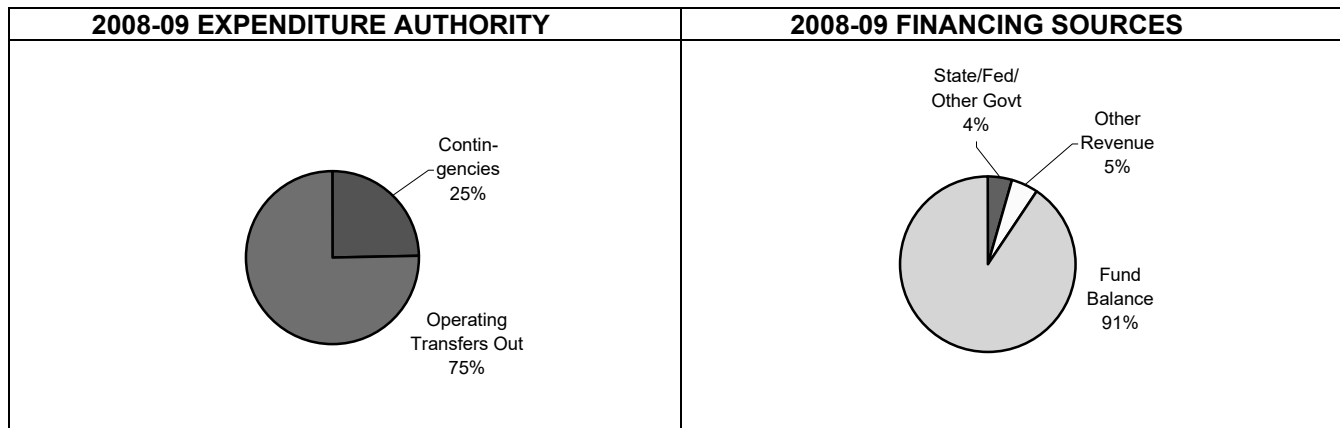 2008-09 EXPENDITURE AUTHORITY
Contin-
gencies
25%
Operating
Transfers Out
75%
2008-09 FINANCING SOURCES
State/Fed/
Other Govt
4%
Other
Revenue
5%
Fund
Balance
91%